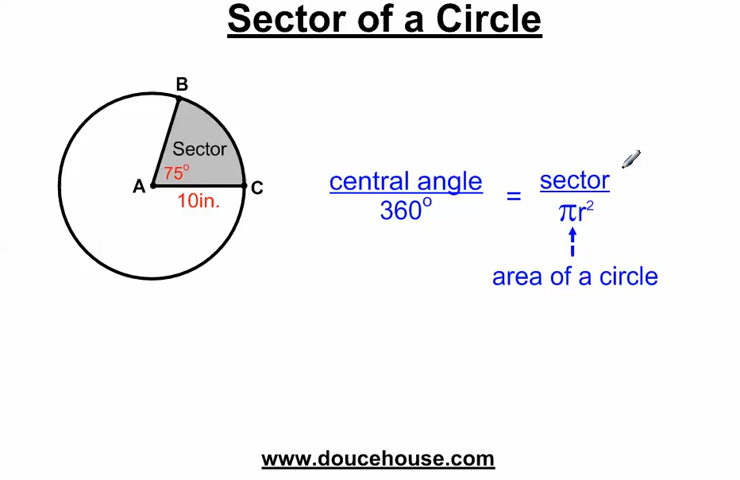 Sector of a Circle
B
Sector
75°
A
C
10in.
central angle = sector
360° πr²
area of a circle
www.doucehouse.com